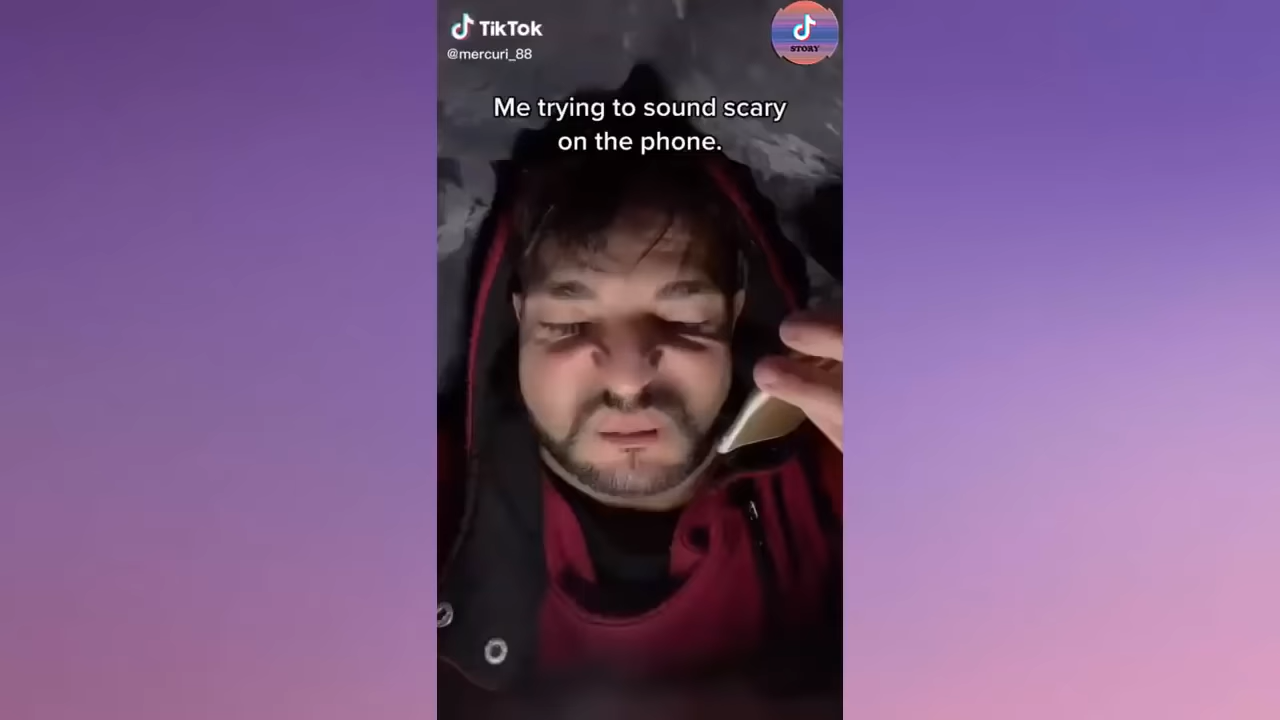 TikTok
@mercuri_88
STORY
Me trying to sound scary
on the phone.